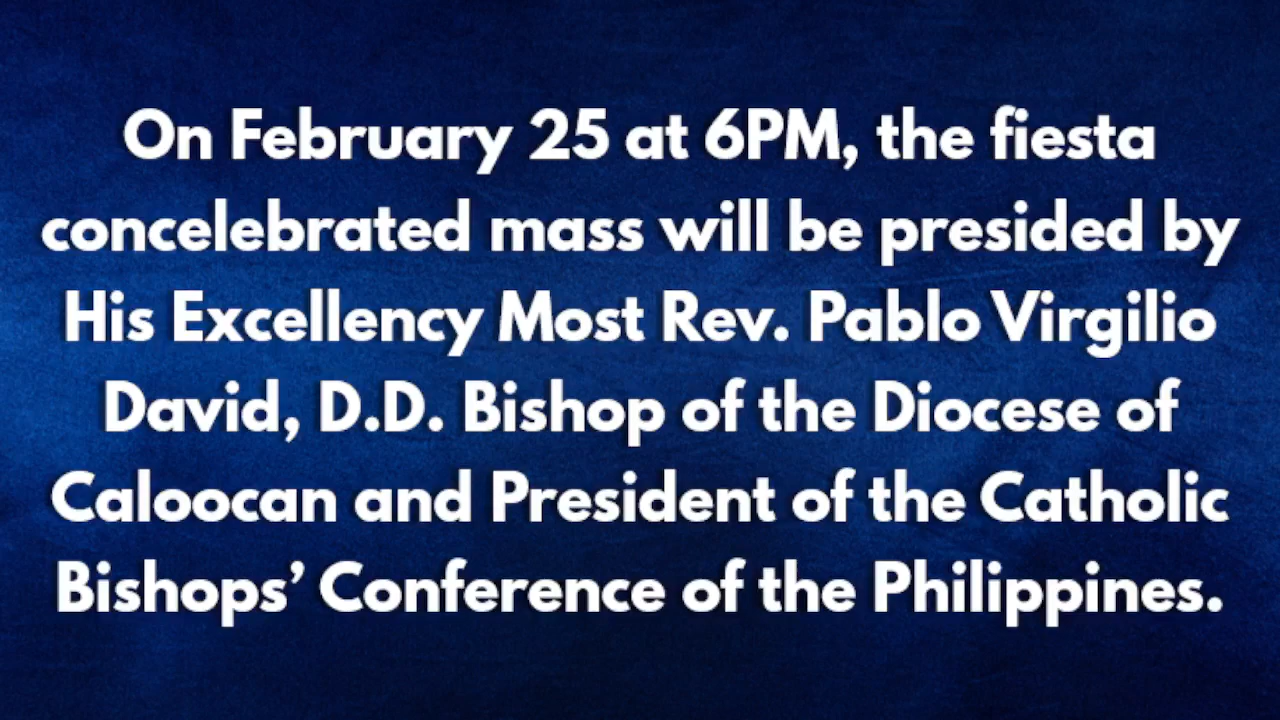 On February 25 at 6PM, the fiesta
concelebrated mass will be presided by
His Excellency Most Rev. Pablo Virgilio
David, D.D. Bishop of the Diocese of
Caloocan and President of the Catholic
Bishops’ Conference of the Philippines.